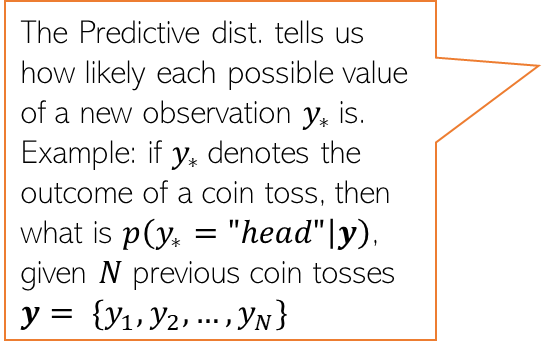 The Predictive dist. tells us
how likely each possible value
of a new observation y* is.
Example: if y* denotes the
outcome of a coin toss, then
what is p(y* = "head"|y),
given N previous coin tosses
y = {y₁, y₂, …, y_N}